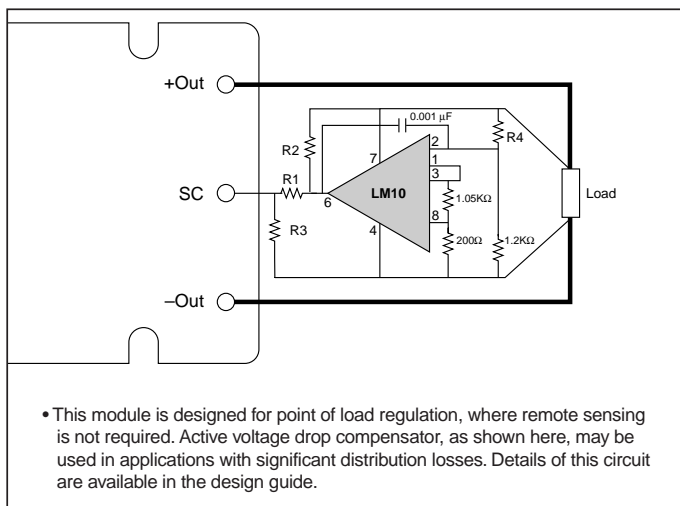 +Out
0.001 µF
R2
R4
7
2
1
3
R1
SC
6
LM10
1.05KΩ
Load
R3
4
8
200Ω
1.2KΩ
–Out
• This module is designed for point of load regulation, where remote sensing
is not required. Active voltage drop compensator, as shown here, may be
used in applications with significant distribution losses. Details of this circuit
are available in the design guide.